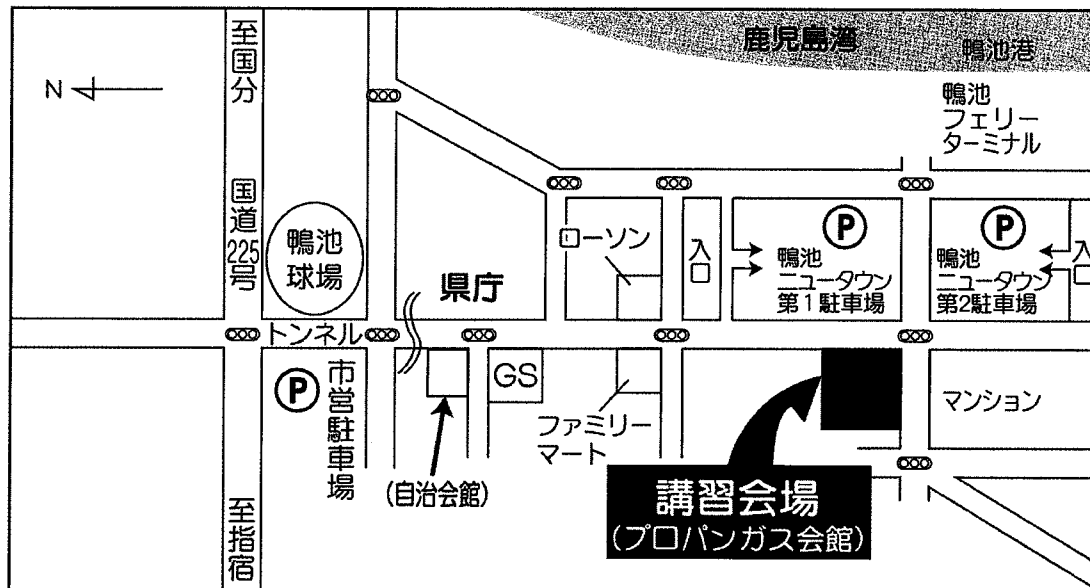 鹿児島湾
鴨池港
鴨池
フェリー
ターミナル
N
至国分
国道225号
至指宿
鴨池
球場
県庁
ローソン
入口
P
鴨池
ニュータウン
第1駐車場
P
鴨池
ニュータウン
第2駐車場
入口
トンネル
P
市営駐車場
(自治会館)
GS
ファミリー
マート
マンション
講習会場
(プロパンガス会館)